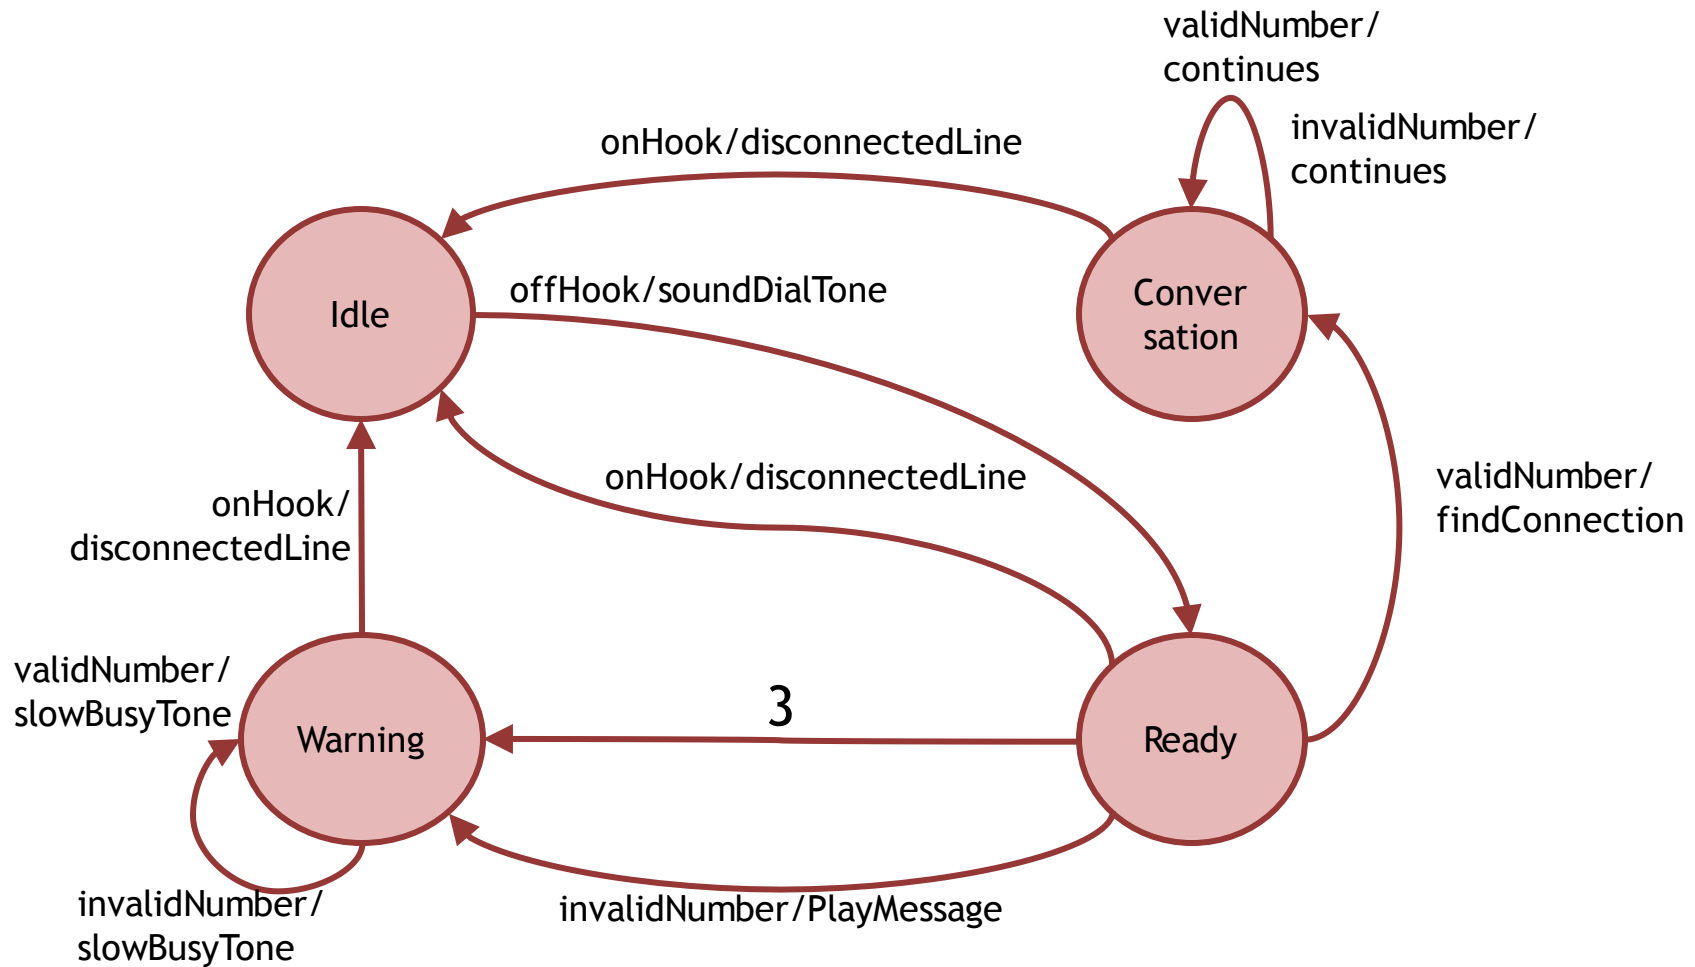 validNumber/
continues
invalidNumber/
continues
onHook/disconnectedLine
offHook/soundDialTone
Idle
Conver
sation
onHook/disconnectedLine
validNumber/
findConnection
onHook/
disconnectedLine
validNumber/
slowBusyTone
3
Warning
Ready
invalidNumber/
slowBusyTone
invalidNumber/PlayMessage